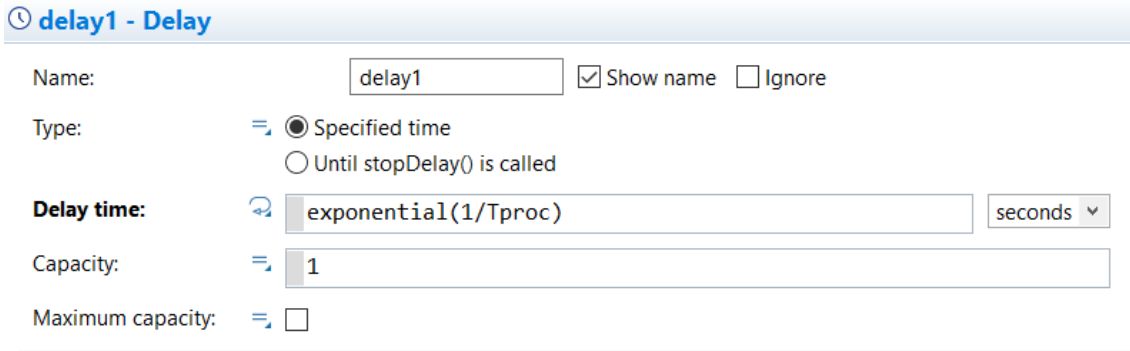 delay1 - Delay
Name: delay1 Show name Ignore
Type: Specified time
Until stopDelay() is called
Delay time: exponential(1/Tproc) seconds
Capacity: 1
Maximum capacity: